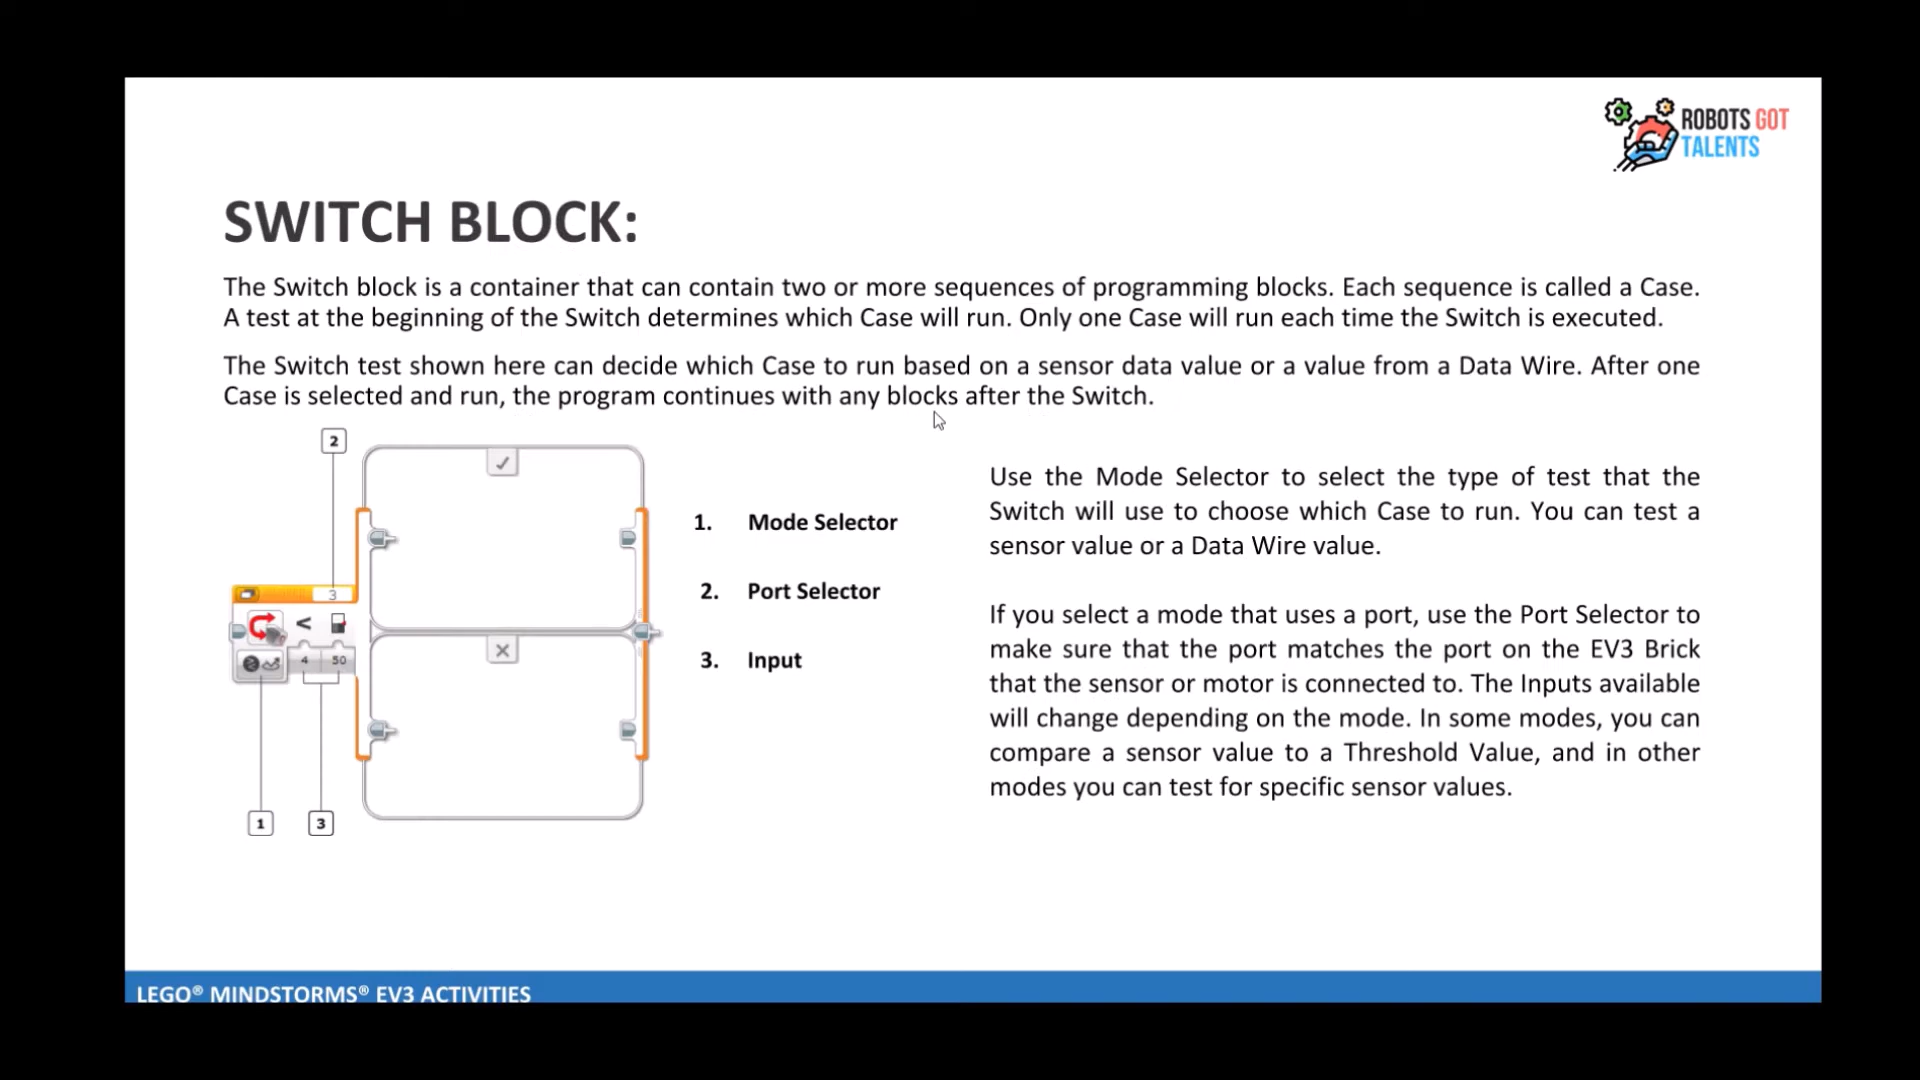 ROBOTS GOT
TALENTS
SWITCH BLOCK:
The Switch block is a container that can contain two or more sequences of programming blocks. Each sequence is called a Case.
A test at the beginning of the Switch determines which Case will run. Only one Case will run each time the Switch is executed.
The Switch test shown here can decide which Case to run based on a sensor data value or a value from a Data Wire. After one
Case is selected and run, the program continues with any blocks after the Switch.
2
3
<
4 50
1
3
1. Mode Selector
2. Port Selector
3. Input
Use the Mode Selector to select the type of test that the
Switch will use to choose which Case to run. You can test a
sensor value or a Data Wire value.
If you select a mode that uses a port, use the Port Selector to
make sure that the port matches the port on the EV3 Brick
that the sensor or motor is connected to. The Inputs available
will change depending on the mode. In some modes, you can
compare a sensor value to a Threshold Value, and in other
modes you can test for specific sensor values.
LEGO® MINDSTORMS® EV3 ACTIVITIES